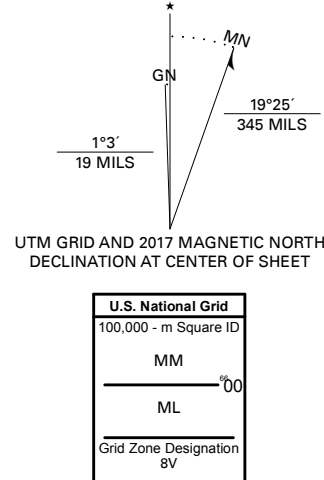 ★
MN
GN
19°25´
345 MILS
1°3´
19 MILS
UTM GRID AND 2017 MAGNETIC NORTH
DECLINATION AT CENTER OF SHEET
U.S. National Grid
100,000 - m Square ID
MM
6600
ML
Grid Zone Designation
8V